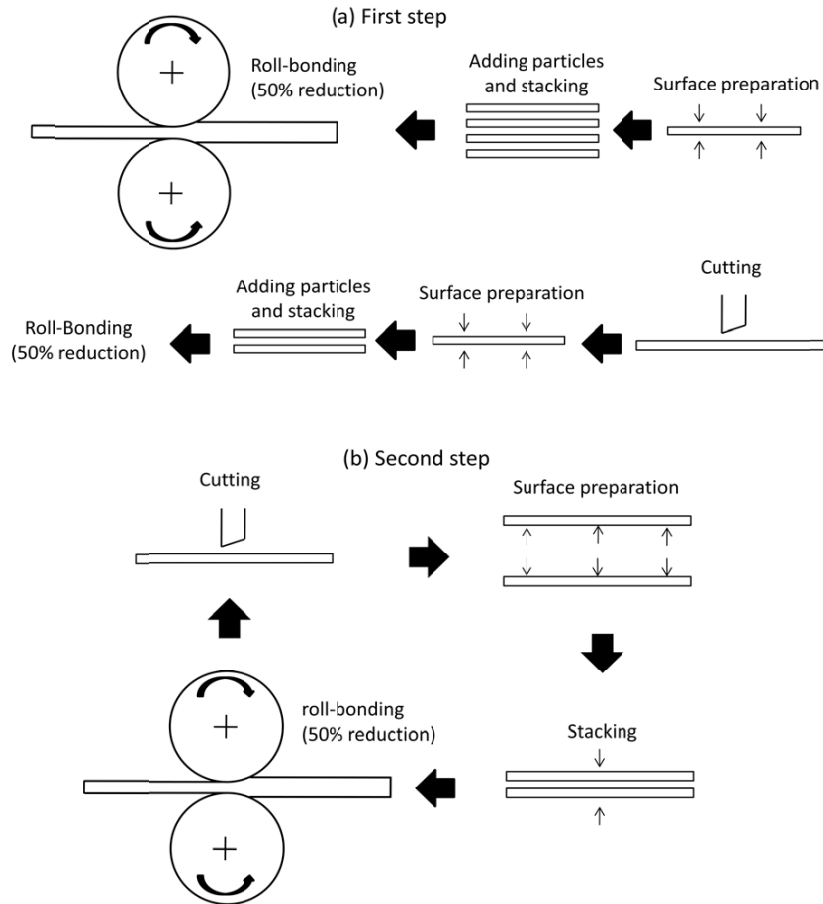 (a) First step
Roll-bonding
(50% reduction)
Adding particles
and stacking
Surface preparation
Cutting
Surface preparation
Adding particles
and stacking
Roll-Bonding
(50% reduction)
(b) Second step
Cutting
Surface preparation
roll-bonding
(50% reduction)
Stacking